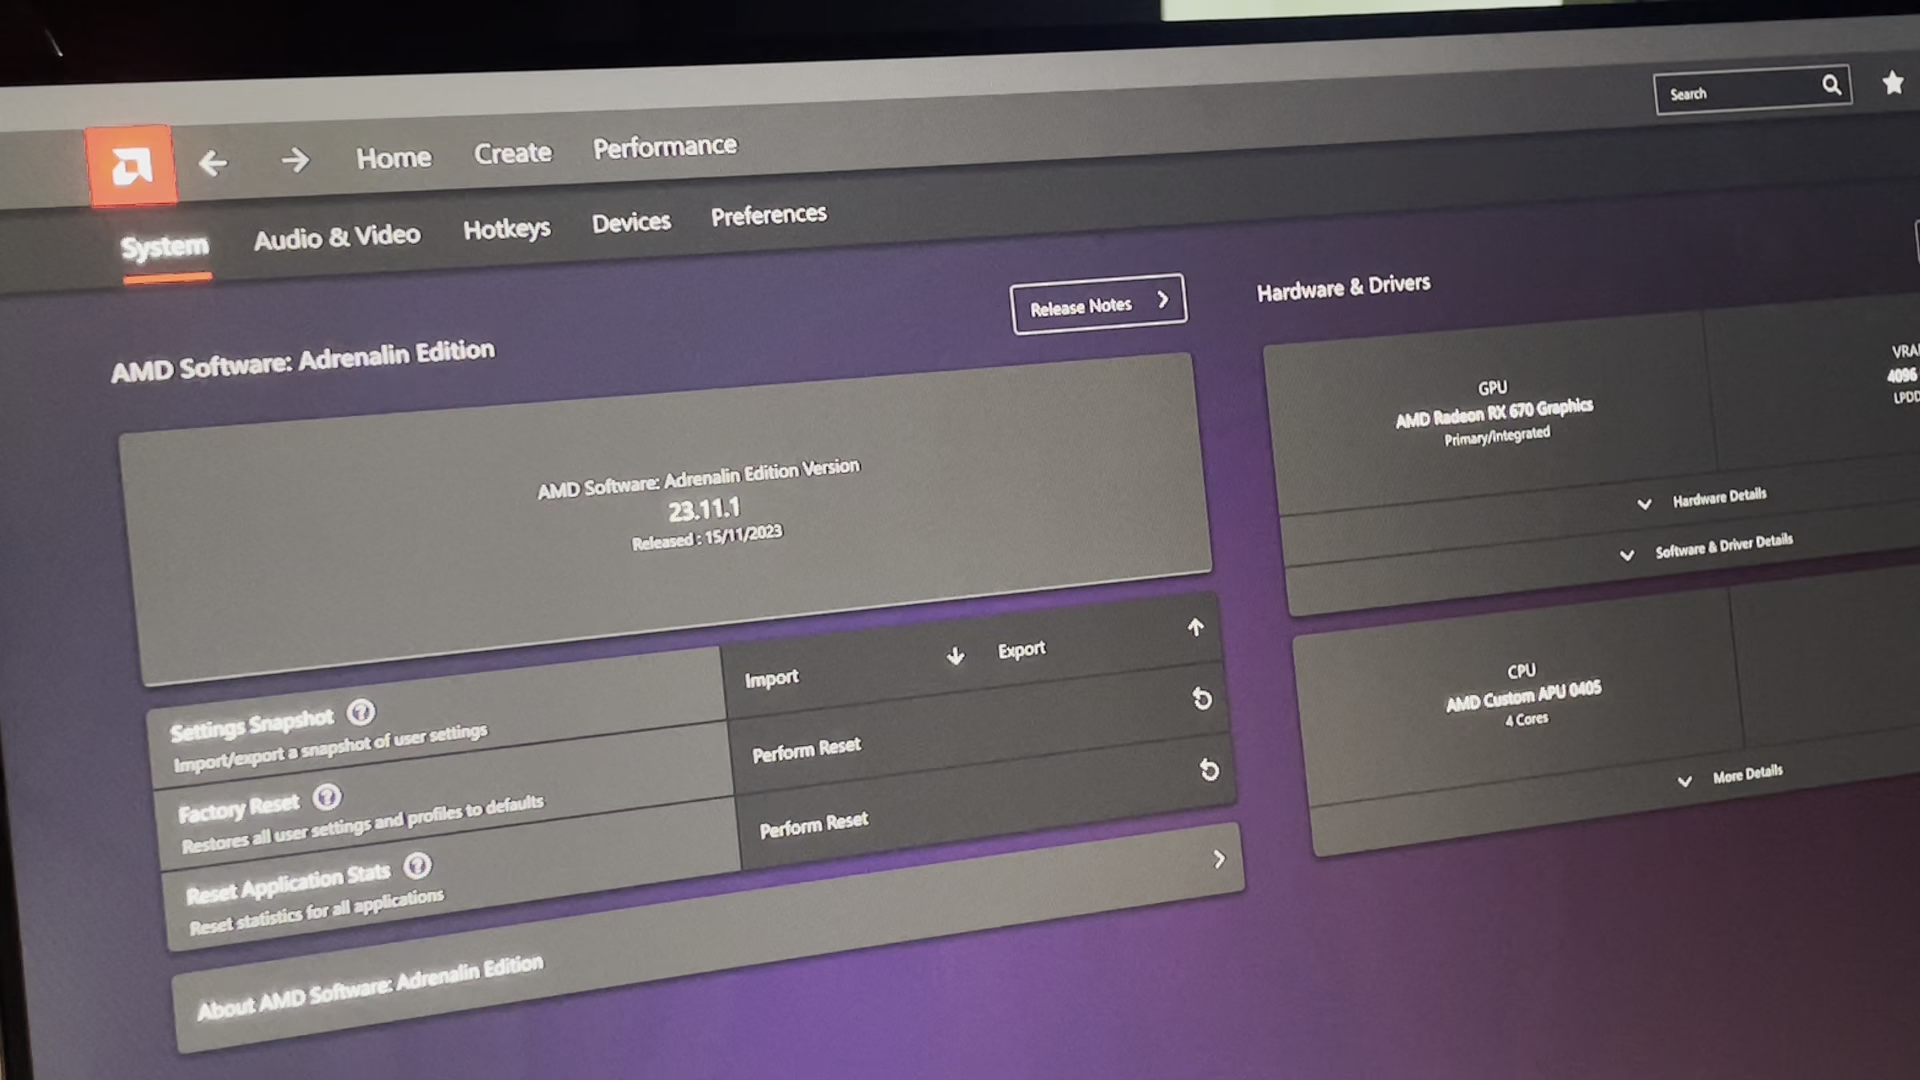 Search
Home Create Performance
System Audio & Video Hotkeys Devices Preferences
AMD Software: Adrenalin Edition
Release Notes
AMD Software: Adrenalin Edition Version
23.11.1
Released : 15/11/2023
Settings Snapshot
Import/export a snapshot of user settings
Import
Export
Factory Reset
Restores all user settings and profiles to defaults
Perform Reset
Reset Application Stats
Reset statistics for all applications
Perform Reset
About AMD Software: Adrenalin Edition
Hardware & Drivers
GPU
AMD Radeon RX 670 Graphics
Primary/Integrated
4096
Hardware Details
Software & Driver Details
CPU
AMD Custom APU 0405
4 Cores
More Details